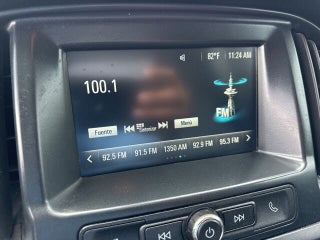 82°F 11:24 AM
100.1
FM
Fuente Sintonizar Menú
92.5 FM 91.5 FM 1350 AM 92.9 FM 95.3 FM